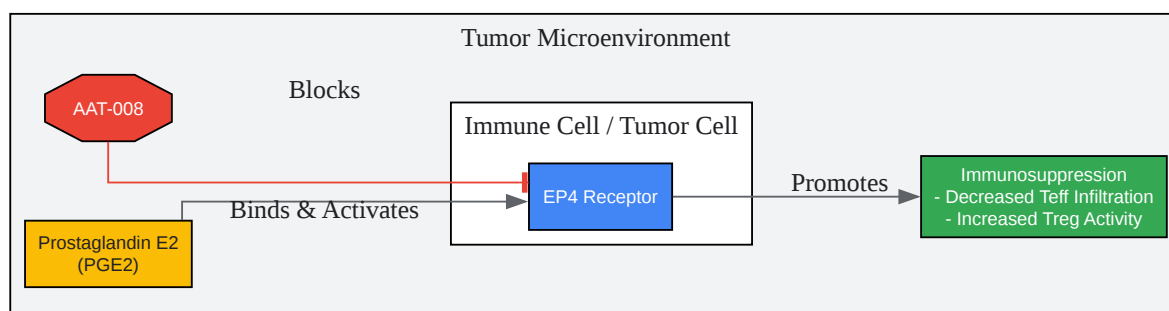 Tumor Microenvironment
Blocks
AAT-008
Immune Cell / Tumor Cell
EP4 Receptor
Binds & Activates
Prostaglandin E2
(PGE2)
Promotes
Immunosuppression
- Decreased Teff Infiltration
- Increased Treg Activity